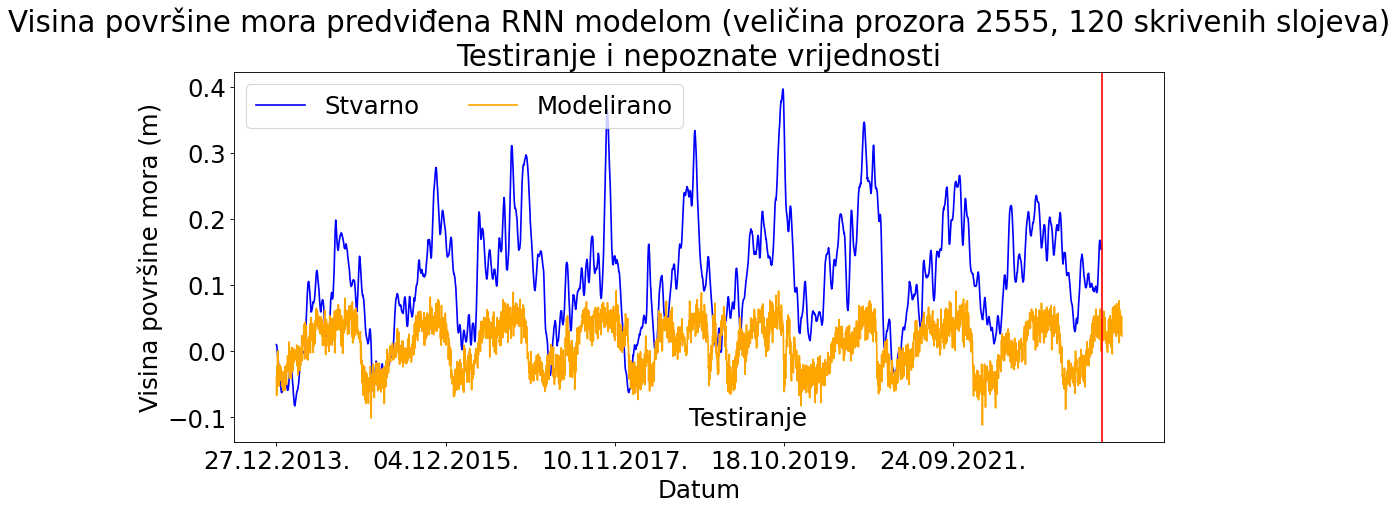 Visina površine mora predviđena RNN modelom (veličina prozora 2555, 120 skrivenih slojeva)
Testiranje i nepoznate vrijednosti
Stvarno Modelirano
Visina površine mora (m)
0.4
0.3
0.2
0.1
0.0
−0.1
Testiranje
27.12.2013. 04.12.2015. 10.11.2017. 18.10.2019. 24.09.2021.
Datum